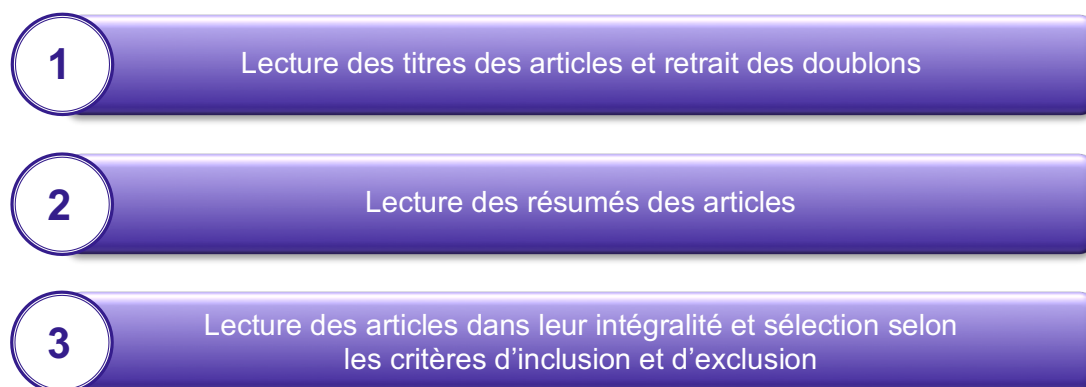 1
Lecture des titres des articles et retrait des doublons
2
Lecture des résumés des articles
3
Lecture des articles dans leur intégralité et sélection selon
les critères d’inclusion et d’exclusion